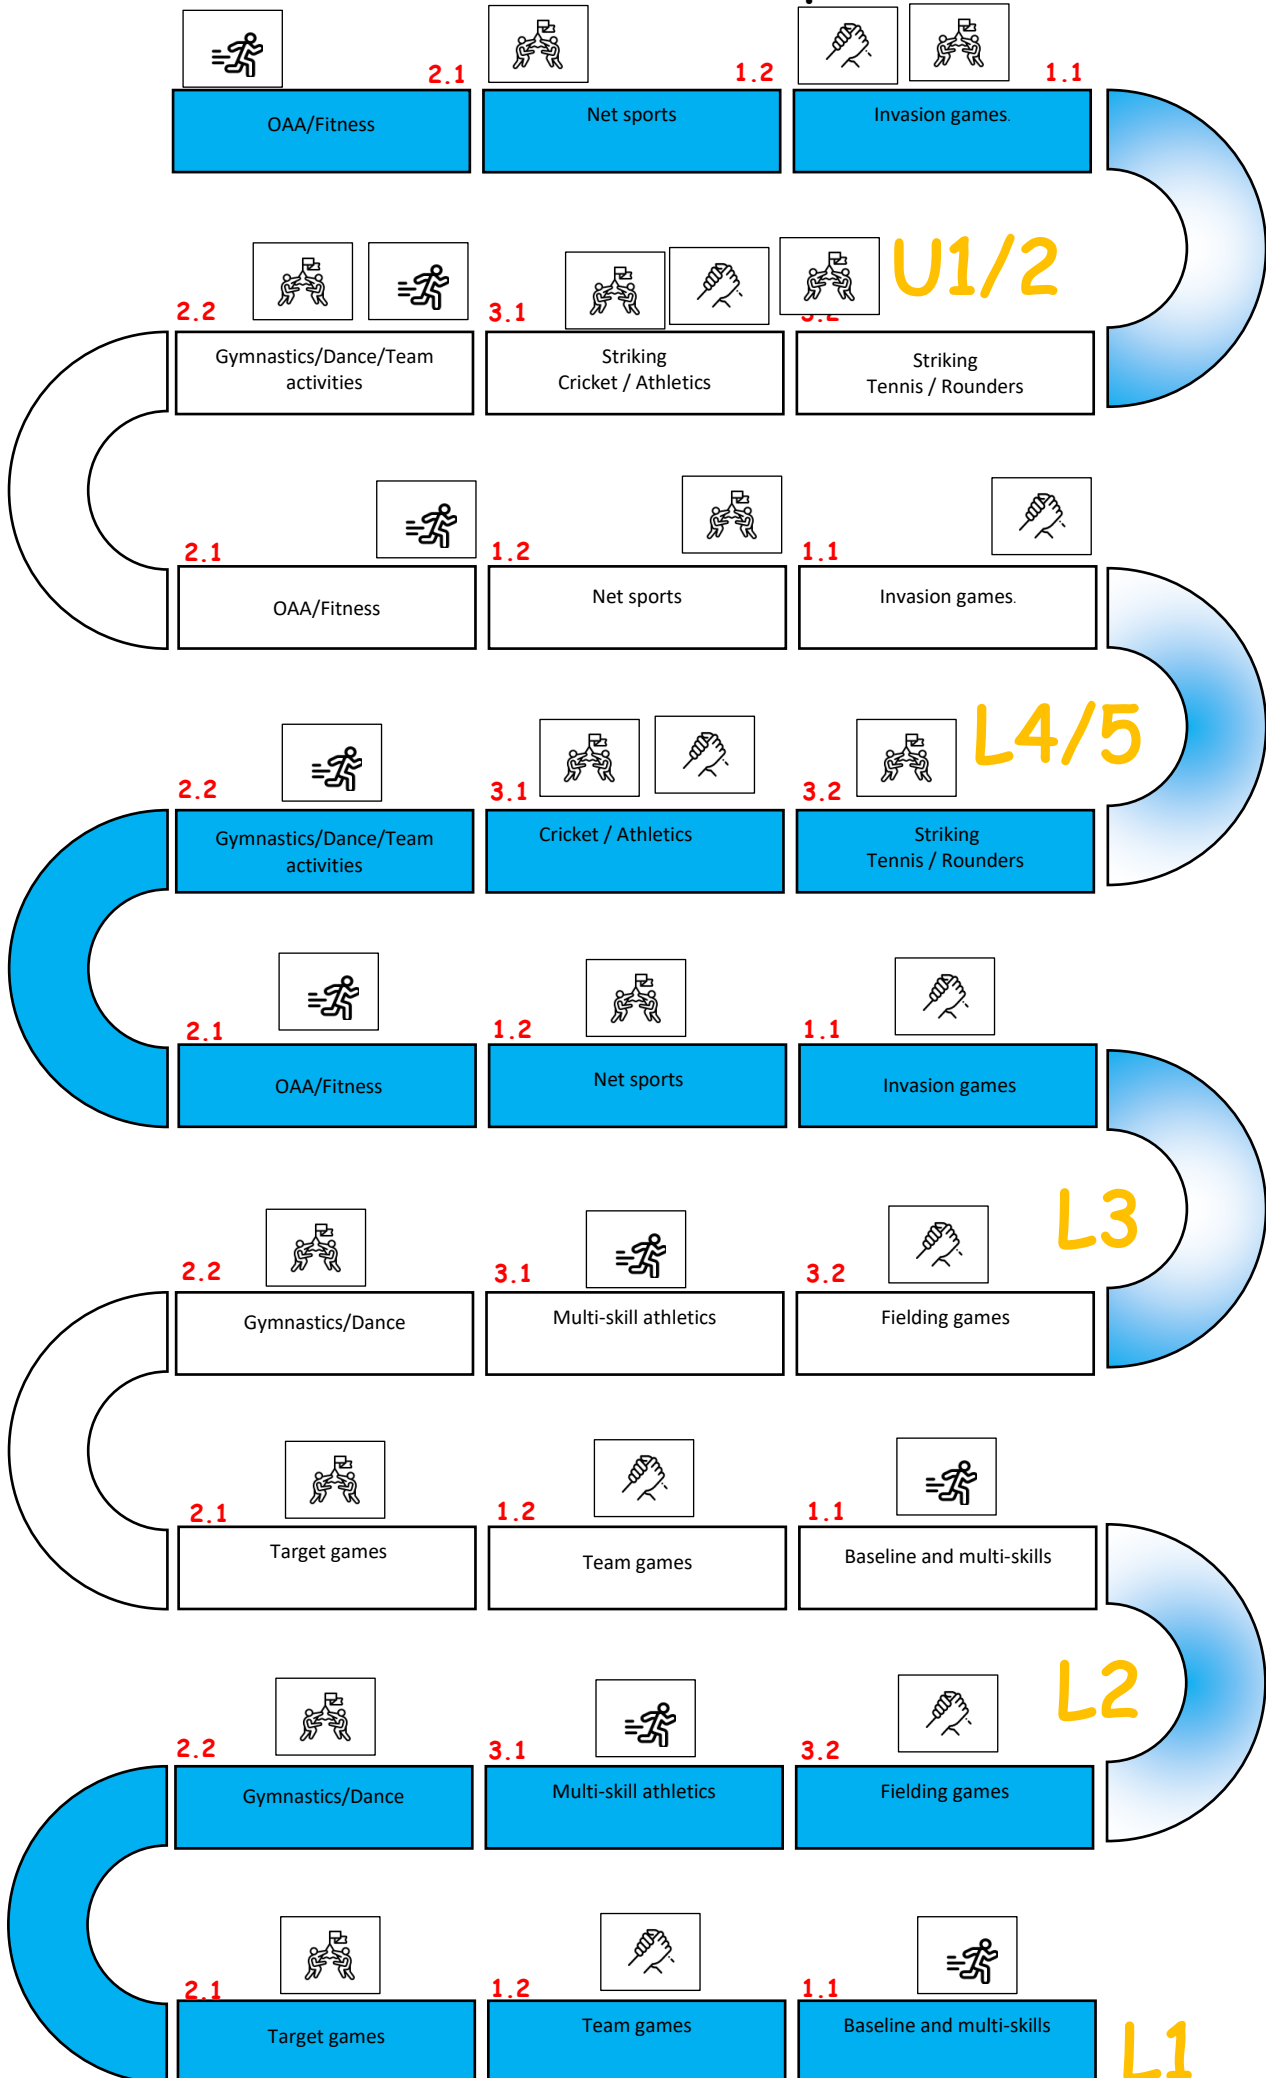 2.1
1.2
1.1
OAA/Fitness
Net sports
Invasion games.
U1/2
2.2
3.1
3.2
Gymnastics/Dance/Team
activities
Striking
Cricket / Athletics
Striking
Tennis / Rounders
2.1
1.2
1.1
OAA/Fitness
Net sports
Invasion games.
L4/5
2.2
3.1
3.2
Gymnastics/Dance/Team
activities
Cricket / Athletics
Striking
Tennis / Rounders
2.1
1.2
1.1
OAA/Fitness
Net sports
Invasion games
L3
2.2
3.1
3.2
Gymnastics/Dance
Multi-skill athletics
Fielding games
2.1
1.2
1.1
Target games
Team games
Baseline and multi-skills
L2
2.2
3.1
3.2
Gymnastics/Dance
Multi-skill athletics
Fielding games
2.1
1.2
1.1
Target games
Team games
Baseline and multi-skills
L1